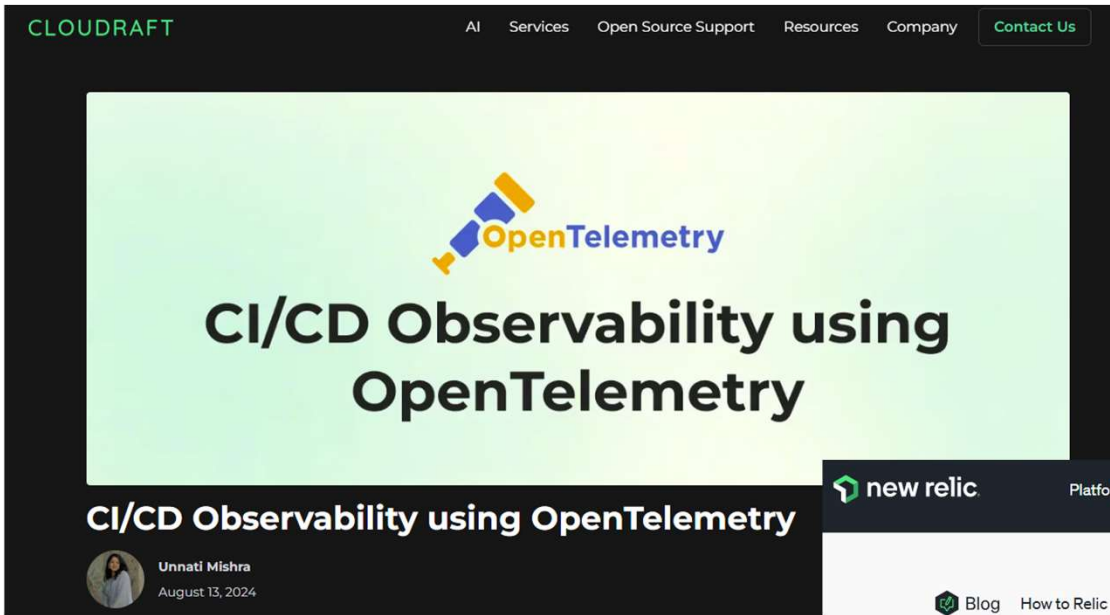 CLOUDRAFT
AI Services Open Source Support Resources Company Contact Us
OpenTelemetry
CI/CD Observability using
OpenTelemetry
CI/CD Observability using OpenTelemetry
Unnati Mishra
August 13, 2024
new relic.
Platfo
Blog How to Relic